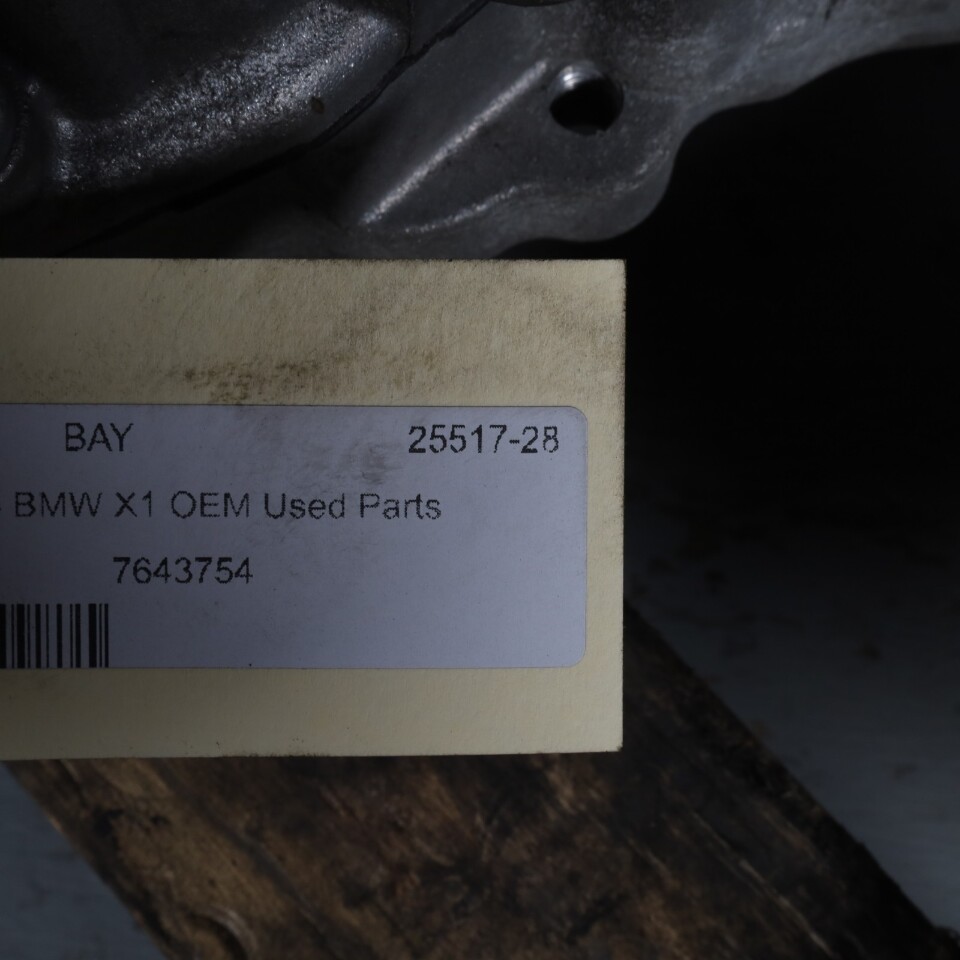 BAY 25517-28
BMW X1 OEM Used Parts
7643754